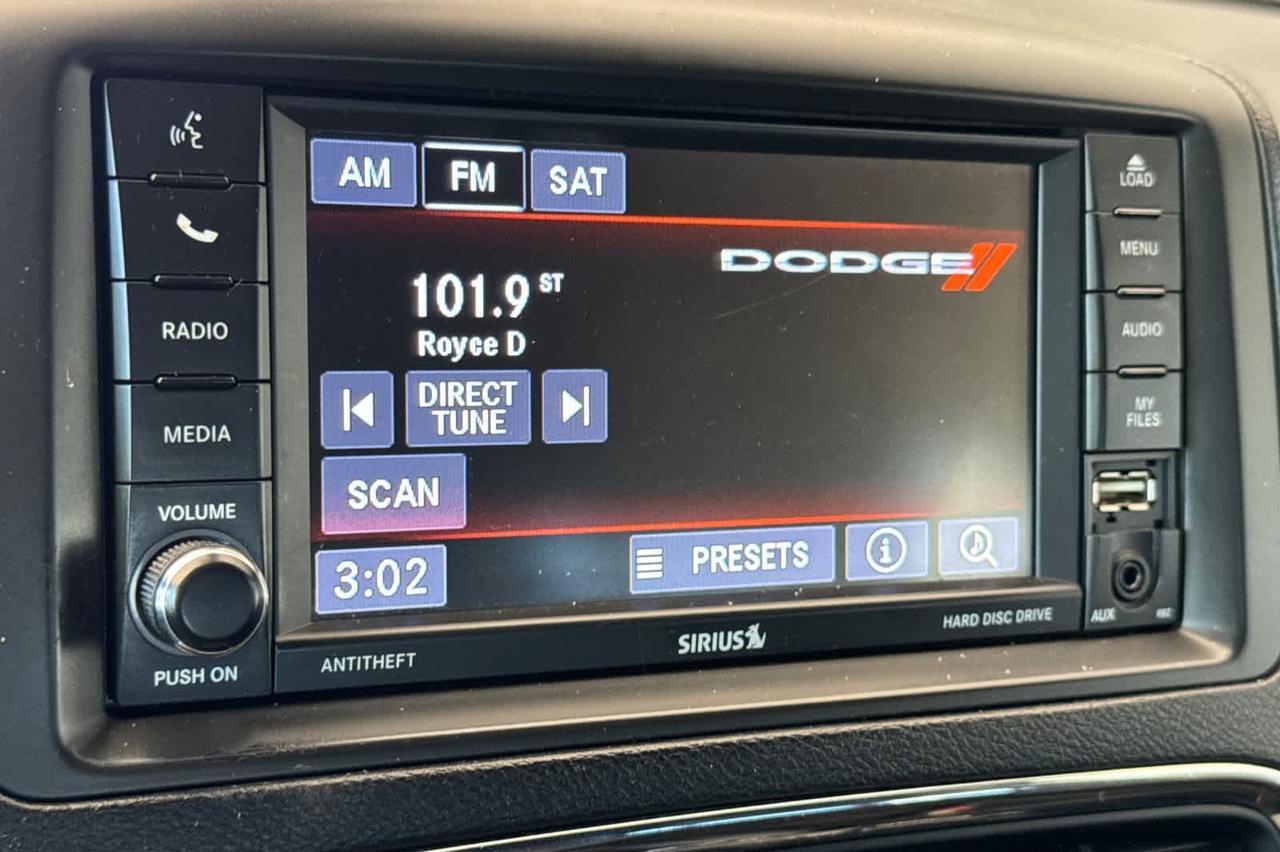 AM
FM
SAT
DODGE
101.9 ST
Royce D
DIRECT
TUNE
SCAN
3:02
PRESETS
i
RADIO
MEDIA
VOLUME
PUSH ON
LOAD
MENU
AUDIO
MY
FILES
AUX
ANTITHEFT
SIRIUS
HARD DISC DRIVE